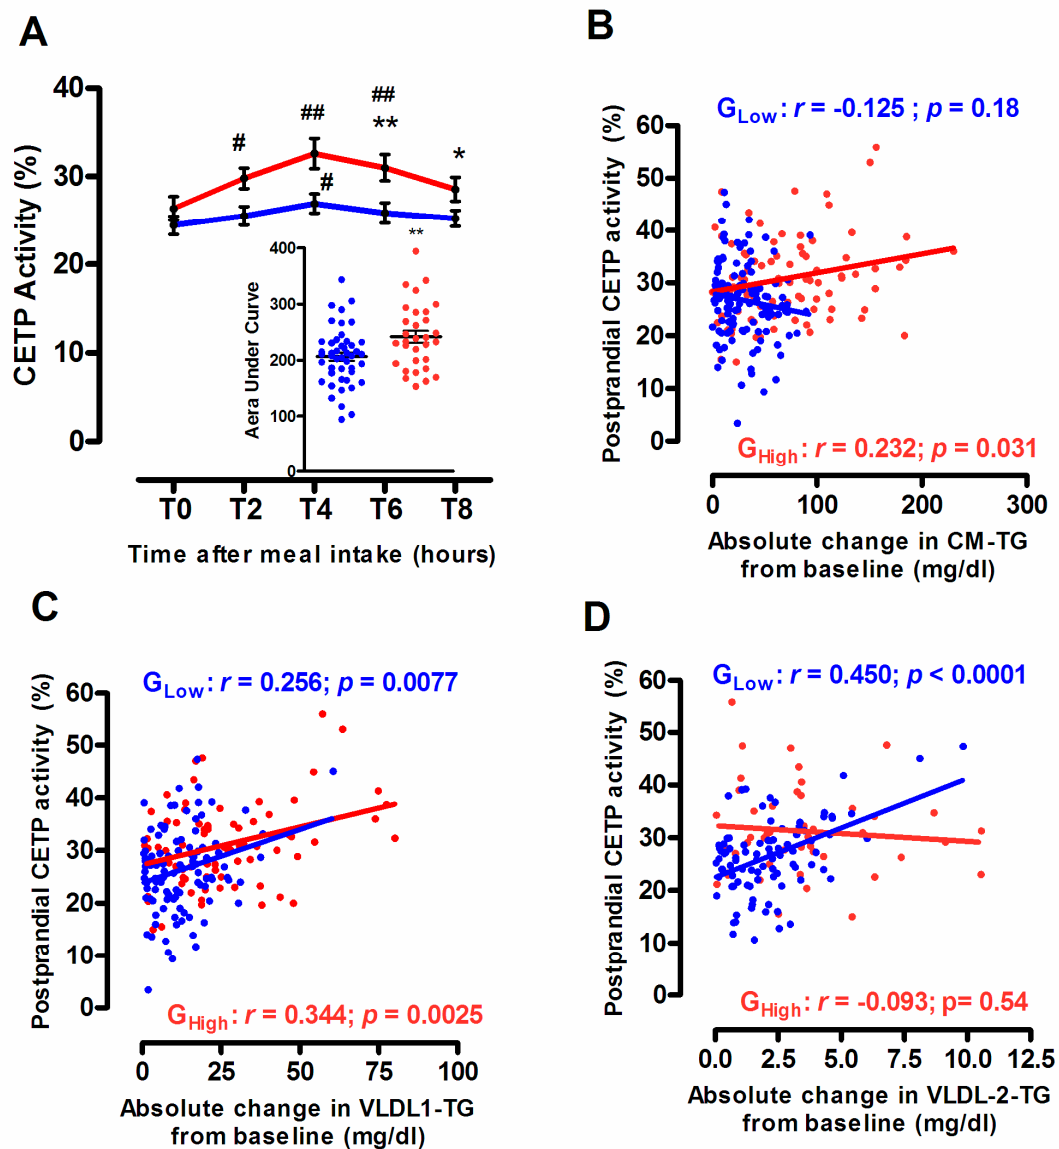 A
CETP Activity (%)
40
30
20
10
0
#
##
##
**
*
#
Aera Under Curve
400
300
200
100
0
**
T0 T2 T4 T6 T8
Time after meal intake (hours)
B
GLow: r = -0.125 ; p = 0.18
Postprandial CETP activity (%)
60
50
40
30
20
10
0
GHigh: r = 0.232; p = 0.031
0 100 200 300
Absolute change in CM-TG
from baseline (mg/dl)
C
GLow: r = 0.256; p = 0.0077
Postprandial CETP activity (%)
60
50
40
30
20
10
0
GHigh: r = 0.344; p = 0.0025
0 25 50 75 100
Absolute change in VLDL1-TG
from baseline (mg/dl)
D
GLow: r = 0.450; p < 0.0001
Postprandial CETP activity (%)
60
50
40
30
20
10
0
GHigh: r = -0.093; p= 0.54
0.0 2.5 5.0 7.5 10.0 12.5
Absolute change in VLDL-2-TG
from baseline (mg/dl)